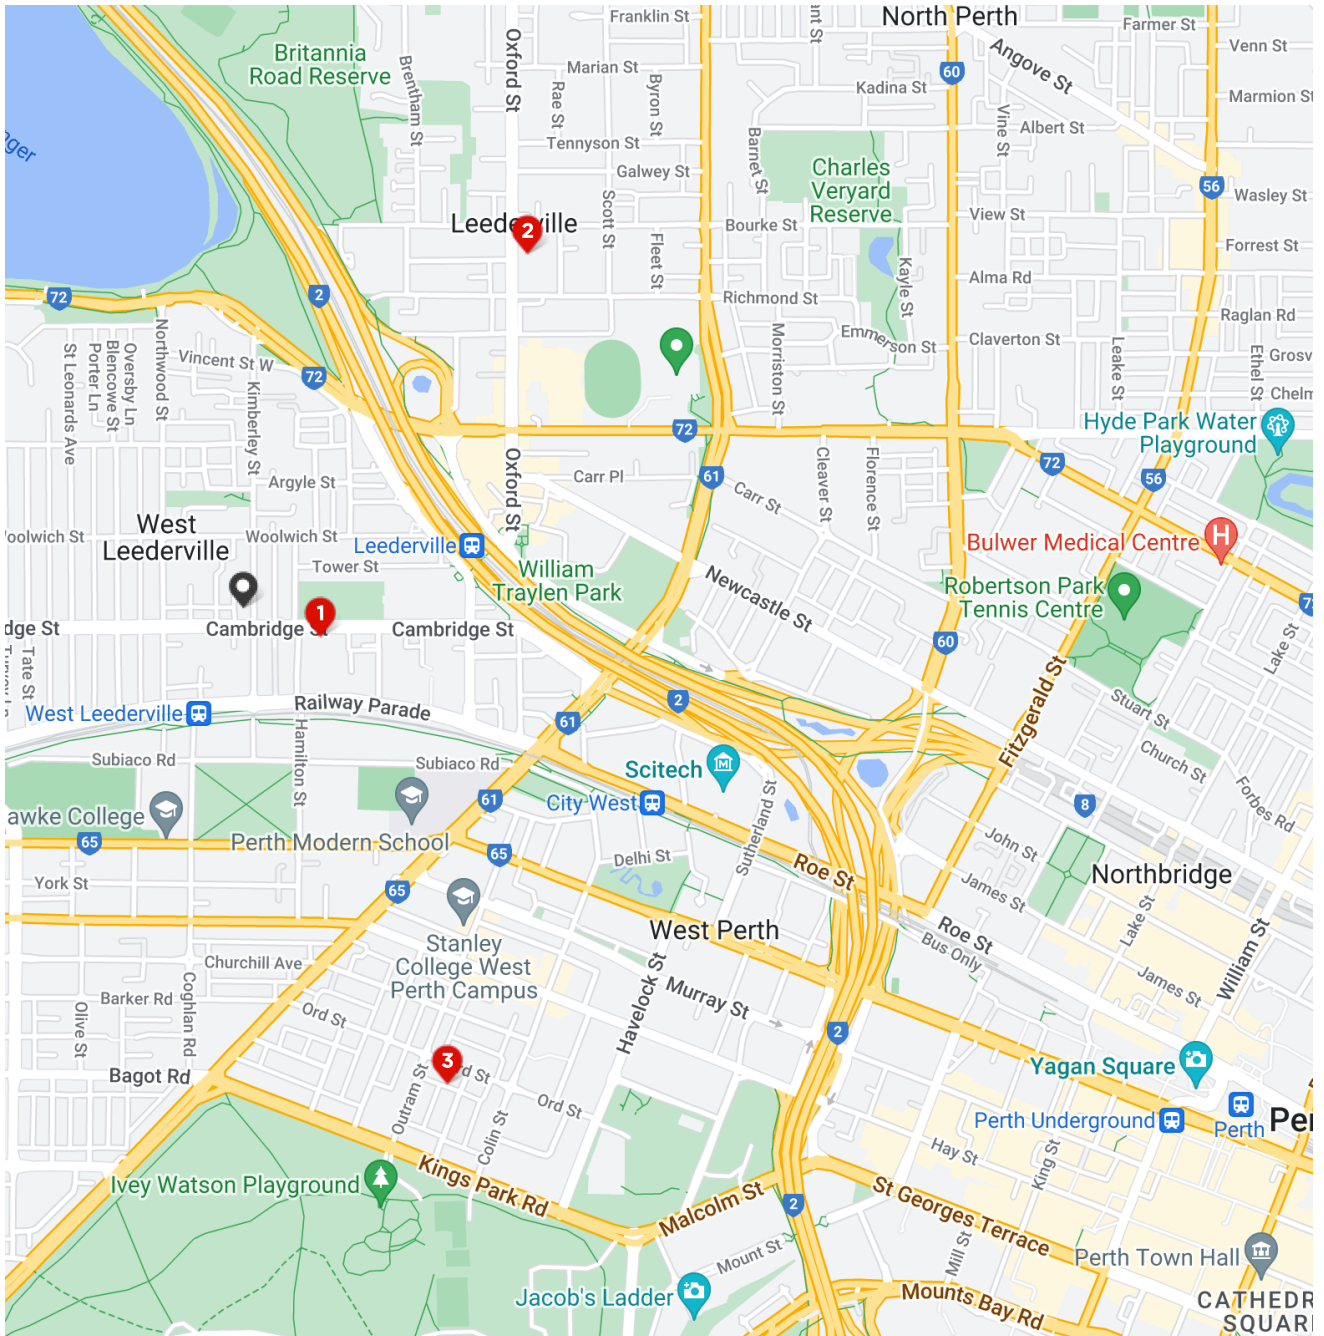 Franklin St
North Perth
Farmer St
Venn St
Britannia
Road Reserve
Oxford St
Brentham St
Marian St
Rae St
Byron St
60
Angove St
Kadina St
Marmion St
Vine St
Albert St
Tennyson St
Galwey St
Barnet St
Charles
Veryard
Reserve
56
Wasley St
Scott St
View St
Leederville
2
Bourke St
Fleet St
Forrest St
Kayle St
Alma Rd
72
2
Richmond St
Raglan Rd
Northwood St
Oversby Ln
Blencowe St
Porter Ln
St Leonards Ave
Vincent St W
Morriston St
Emmerson St
Claverton St
Leake St
Ethel St
72
Kimberley St
Hyde Park Water
Playground
72
72
56
Oxford St
Carr Pl
61
Carr St
Cleaver St
Florence St
Argyle St
West
Leederville
Woolwich St
Leederville
Tower St
Bulwer Medical Centre
William
Traylen Park
Newcastle St
Robertson Park
Tennis Centre
1
Cambridge St
Cambridge St
60
Lake St
Tate St
Fitzgerald St
West Leederville
Railway Parade
61
2
Stuart St
Hamilton St
Subiaco Rd
Subiaco Rd
Scitech
Church St
61
City West
Sutherland St
8
Forbes Rd
Perth Modern School
65
65
Delhi St
Roe St
John St
York St
65
James St
Northbridge
Stanley
College West
Perth Campus
West Perth
Roe St
Bus Only
Lake St
William St
Churchill Ave
Coghlan Rd
Barker Rd
Olive St
Ord St
Havelock St
Murray St
James St
2
3
Bagot Rd
Outram St
Colin St
Ord St
Yagan Square
Perth Underground
Perth
Hay St
King St
Ivey Watson Playground
Kings Park Rd
Malcolm St
2
St Georges Terrace
Mount St
Mill St
Perth Town Hall
Jacob's Ladder
Mounts Bay Rd